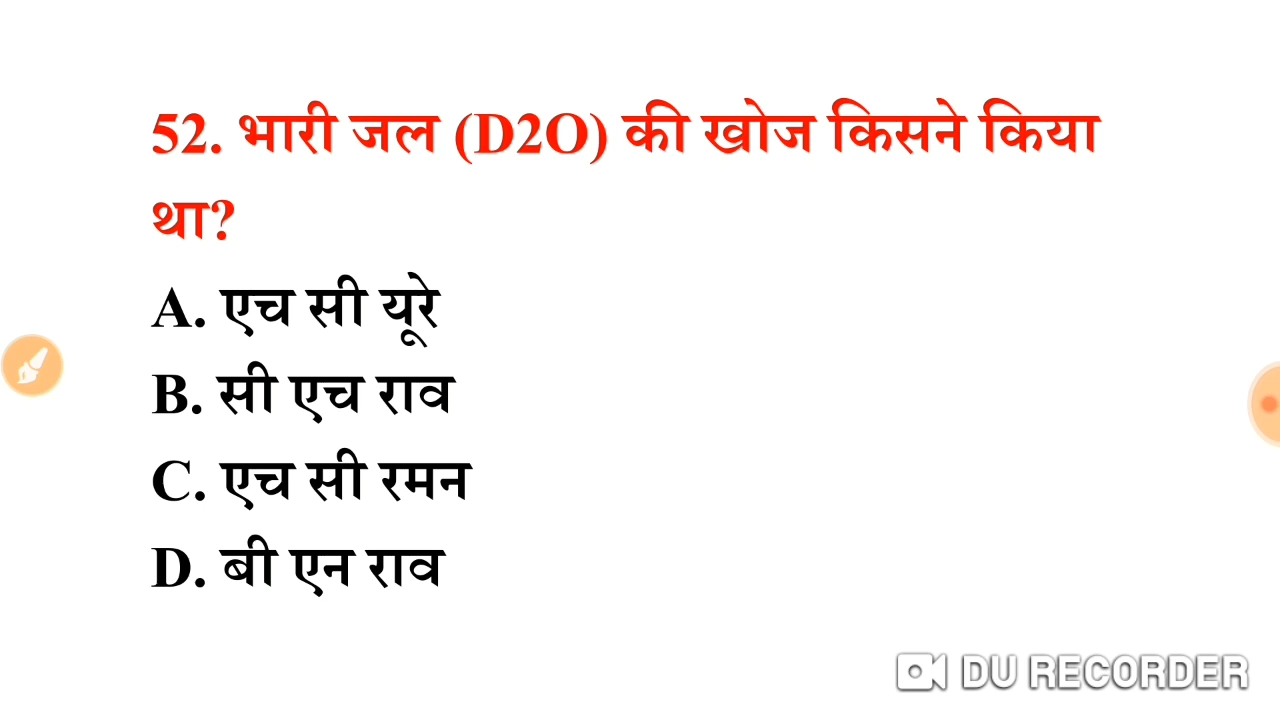 52. भारी जल (D2O) की खोज किसने किया
था?
A. एच सी यूरे
B. सी एच राव
C. एच सी रमन
D. बी एन राव
DU RECORDER